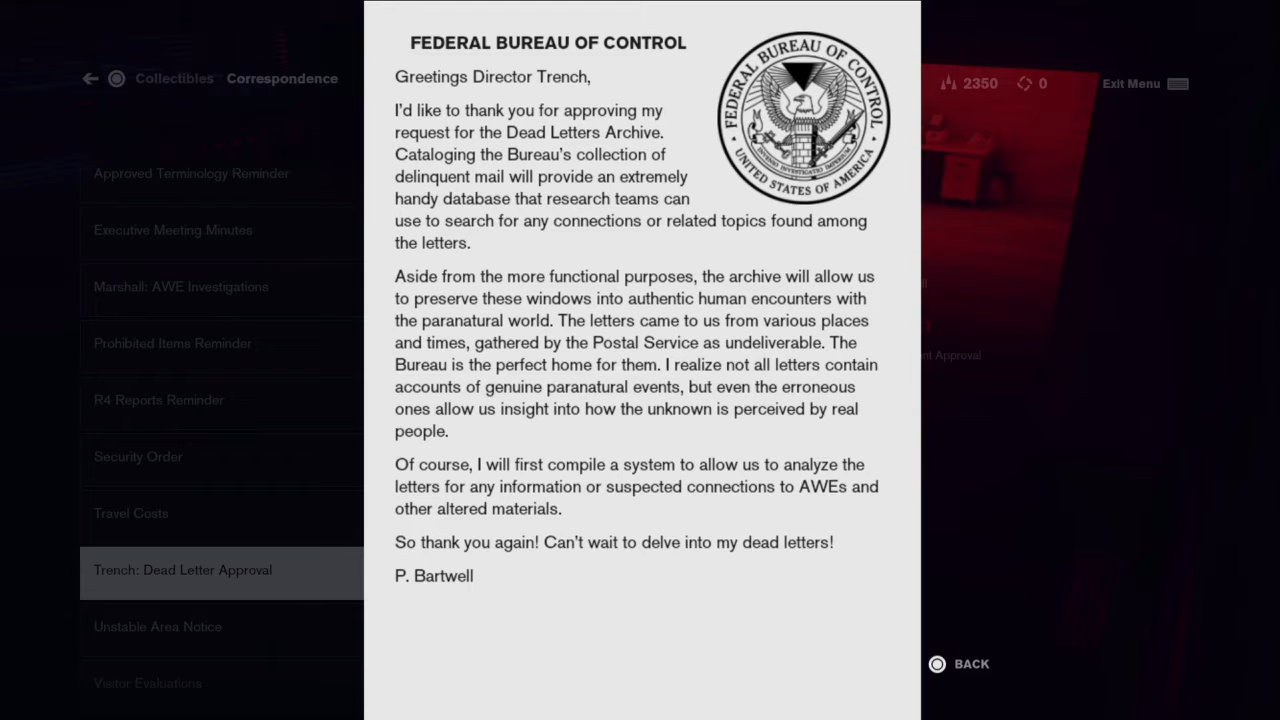 Collectibles Correspondence
2350
0
Exit Menu
Approved Terminology Reminder
Executive Meeting Minutes
Marshall: AWE Investigations
Prohibited Items Reminder
R4 Reports Reminder
Security Order
Travel Costs
Trench: Dead Letter Approval
Unstable Area Notice
Visitor Evaluations
FEDERAL BUREAU OF CONTROL
FEDERAL BUREAU OF CONTROL
UNITED STATES OF AMERICA
Greetings Director Trench,
I'd like to thank you for approving my
request for the Dead Letters Archive.
Cataloging the Bureau's collection of
delinquent mail will provide an extremely
handy database that research teams can
use to search for any connections or related topics found among
the letters.
Aside from the more functional purposes, the archive will allow us
to preserve these windows into authentic human encounters with
the paranatural world. The letters came to us from various places
and times, gathered by the Postal Service as undeliverable. The
Bureau is the perfect home for them. I realize not all letters contain
accounts of genuine paranatural events, but even the erroneous
ones allow us insight into how the unknown is perceived by real
people.
Of course, I will first compile a system to allow us to analyze the
letters for any information or suspected connections to AWEs and
other altered materials.
So thank you again! Can't wait to delve into my dead letters!
P. Bartwell
Approval
BACK